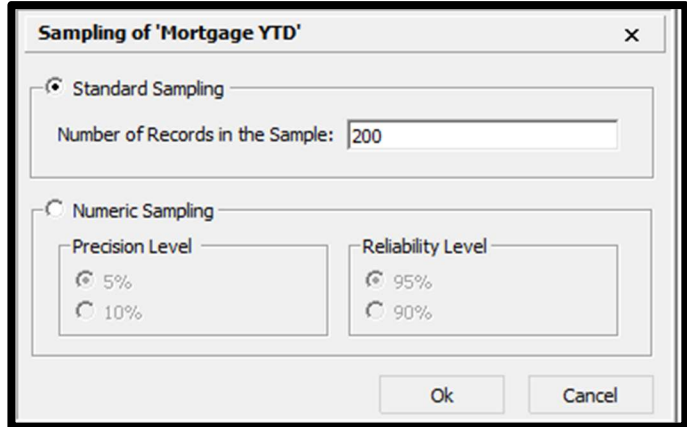 Sampling of 'Mortgage YTD'
Standard Sampling
Number of Records in the Sample: 200
Numeric Sampling
Precision Level Reliability Level
5% 95%
10% 90%
Ok Cancel